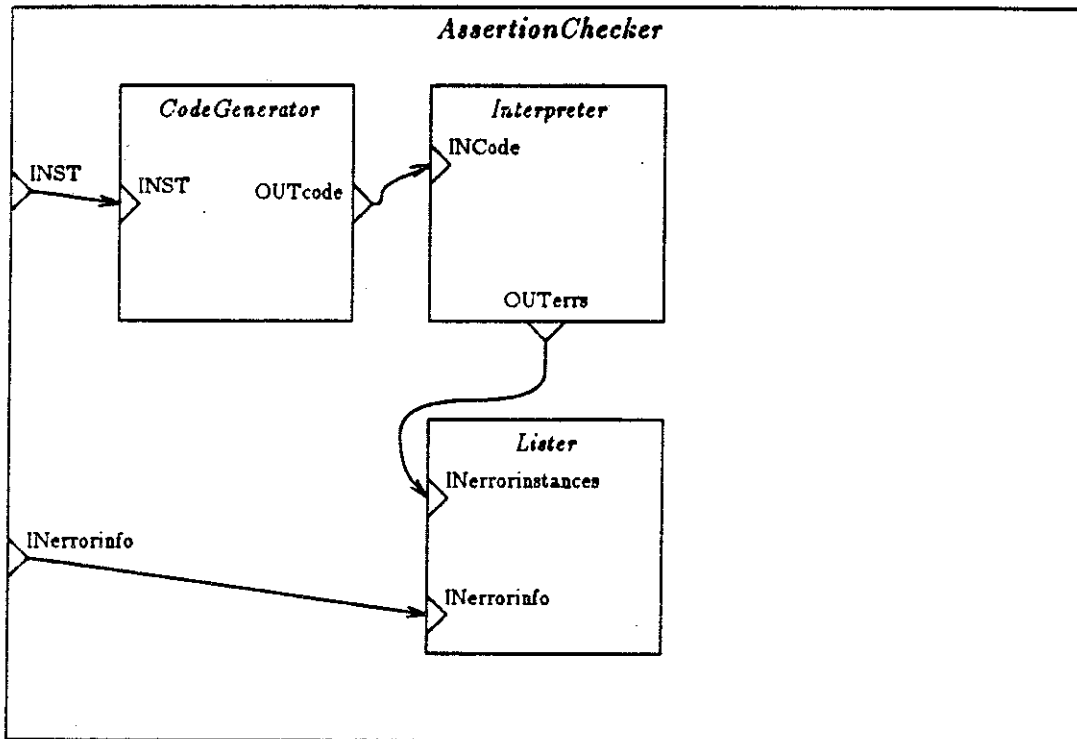 AssertionChecker
CodeGenerator
Interpreter
INCode
INST
INST
OUTcode
OUTerrs
Lister
INerrorinstances
INerrorinfo
INerrorinfo